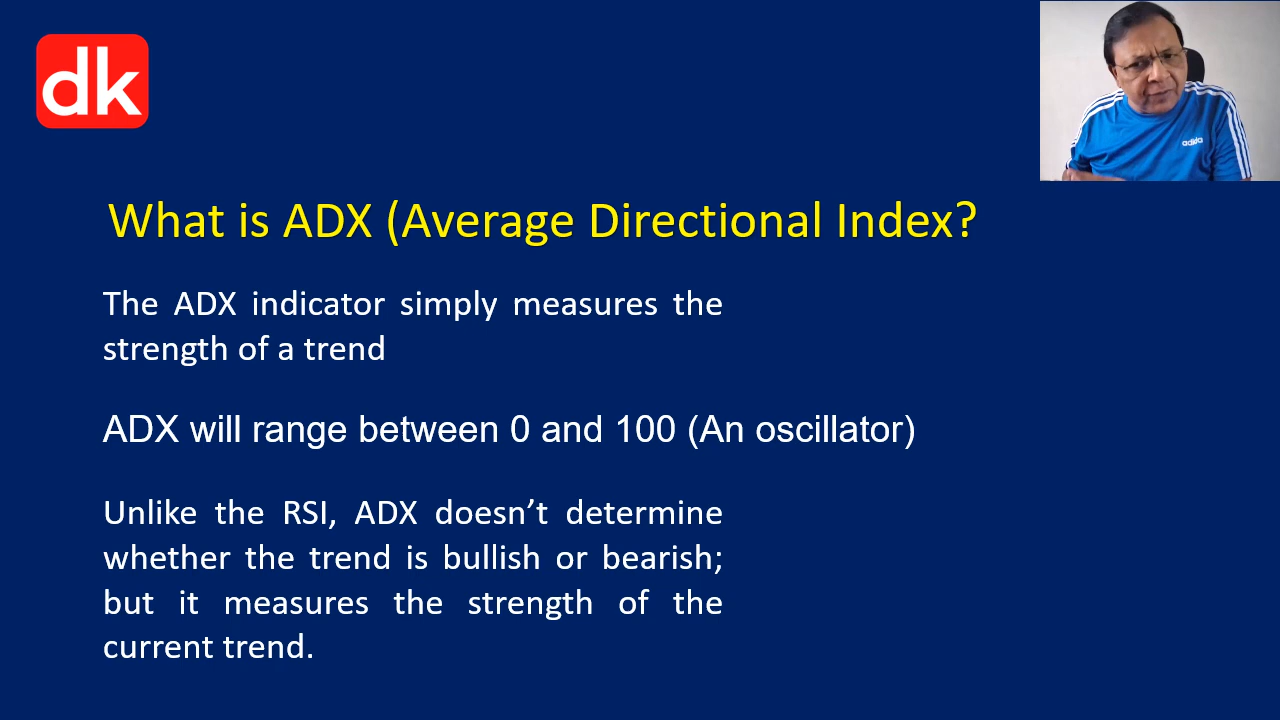 dk
What is ADX (Average Directional Index?
The ADX indicator simply measures the
strength of a trend
ADX will range between 0 and 100 (An oscillator)
Unlike the RSI, ADX doesn’t determine
whether the trend is bullish or bearish;
but it measures the strength of the
current trend.
adidas